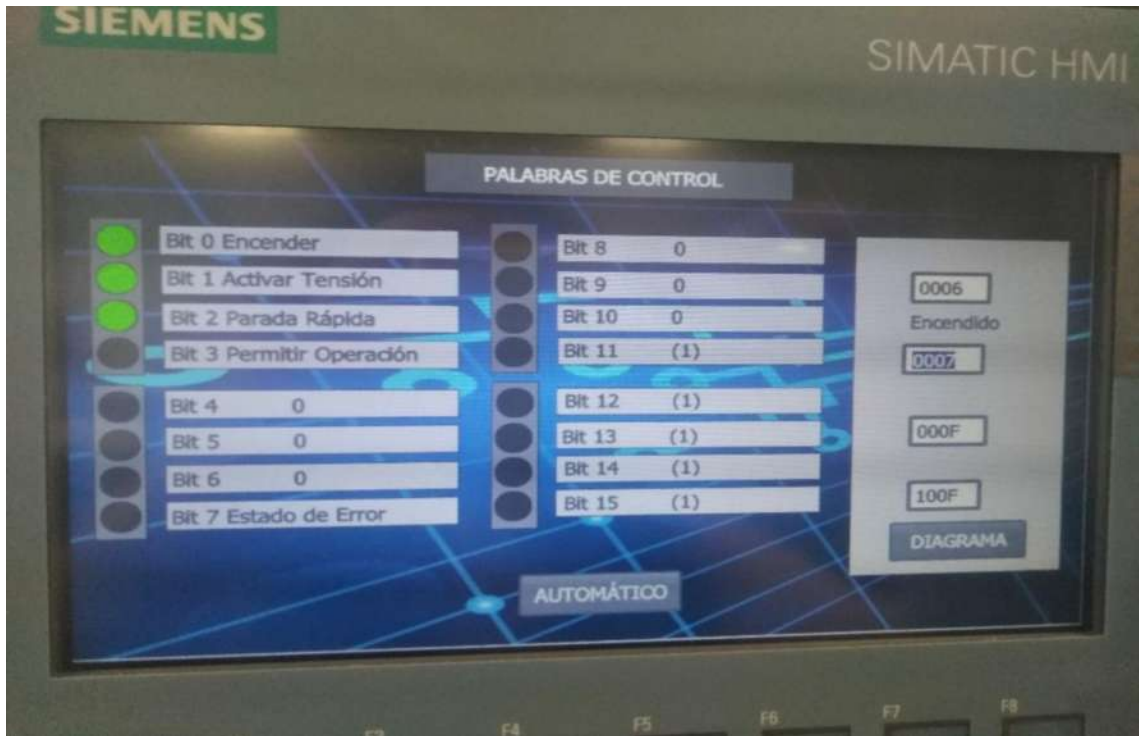 SIEMENS
SIMATIC HMI
PALABRAS DE CONTROL
Bit 0 Encender
Bit 1 Activar Tensión
Bit 2 Parada Rápida
Bit 3 Permitir Operación
Bit 4 0
Bit 5 0
Bit 6 0
Bit 7 Estado de Error
Bit 8 0
Bit 9 0
Bit 10 0
Bit 11 (1)
Bit 12 (1)
Bit 13 (1)
Bit 14 (1)
Bit 15 (1)
0006
Encendido
0007
000F
100F
DIAGRAMA
AUTOMÁTICO
F3 F4 F5 F6 F7 F8